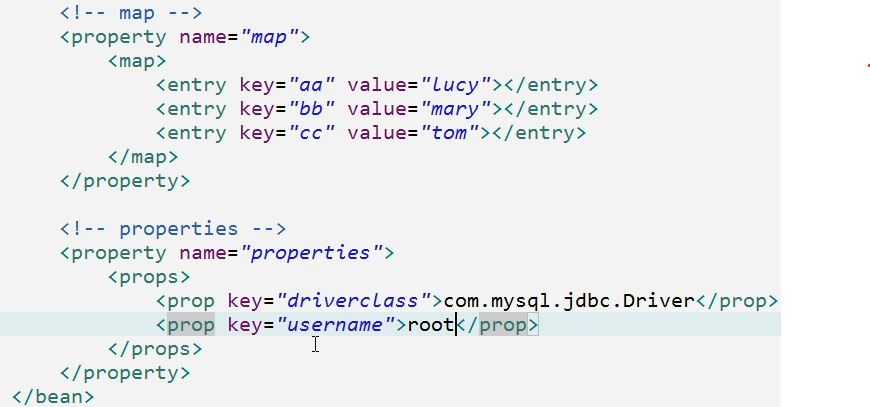 <!-- map -->
<property name="map">
<map>
<entry key="aa" value="lucy"></entry>
<entry key="bb" value="mary"></entry>
<entry key="cc" value="tom"></entry>
</map>
</property>
<!-- properties -->
<property name="properties">
<props>
<prop key="driverclass">com.mysql.jdbc.Driver</prop>
<prop key="username">root</prop>
</props>
</property>
</bean>